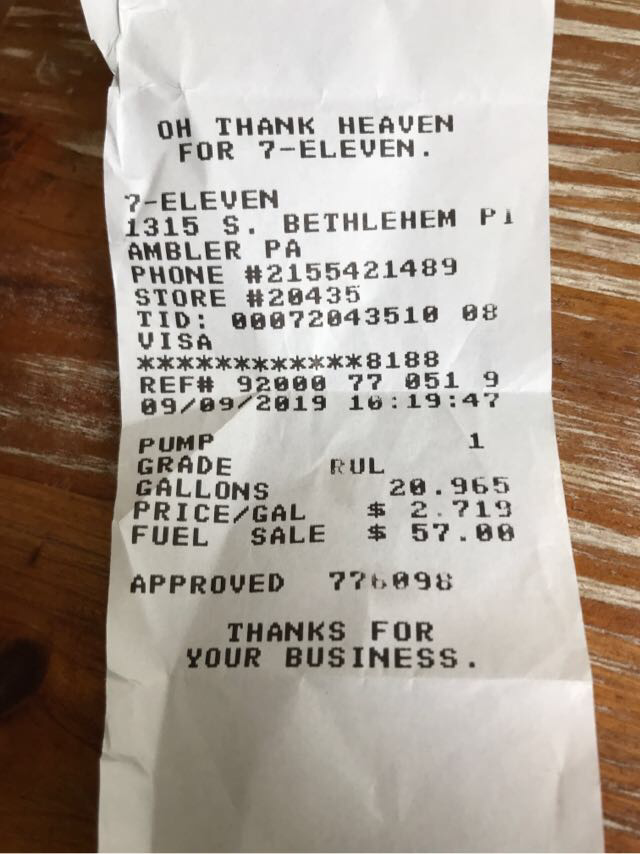 OH THANK HEAVEN
FOR 7-ELEVEN.
7-ELEVEN
1315 S. BETHLEHEM Pi
AMBLER PA
PHONE #2155421489
STORE #20435
TID: 00072043510 08
VISA
************8188
REF# 92000 77 051 9
09/09/2019 10:19:47
PUMP 1
GRADE RUL
GALLONS 20.965
PRICE/GAL $ 2.719
FUEL SALE $ 57.00
APPROVED 776098
THANKS FOR
YOUR BUSINESS.